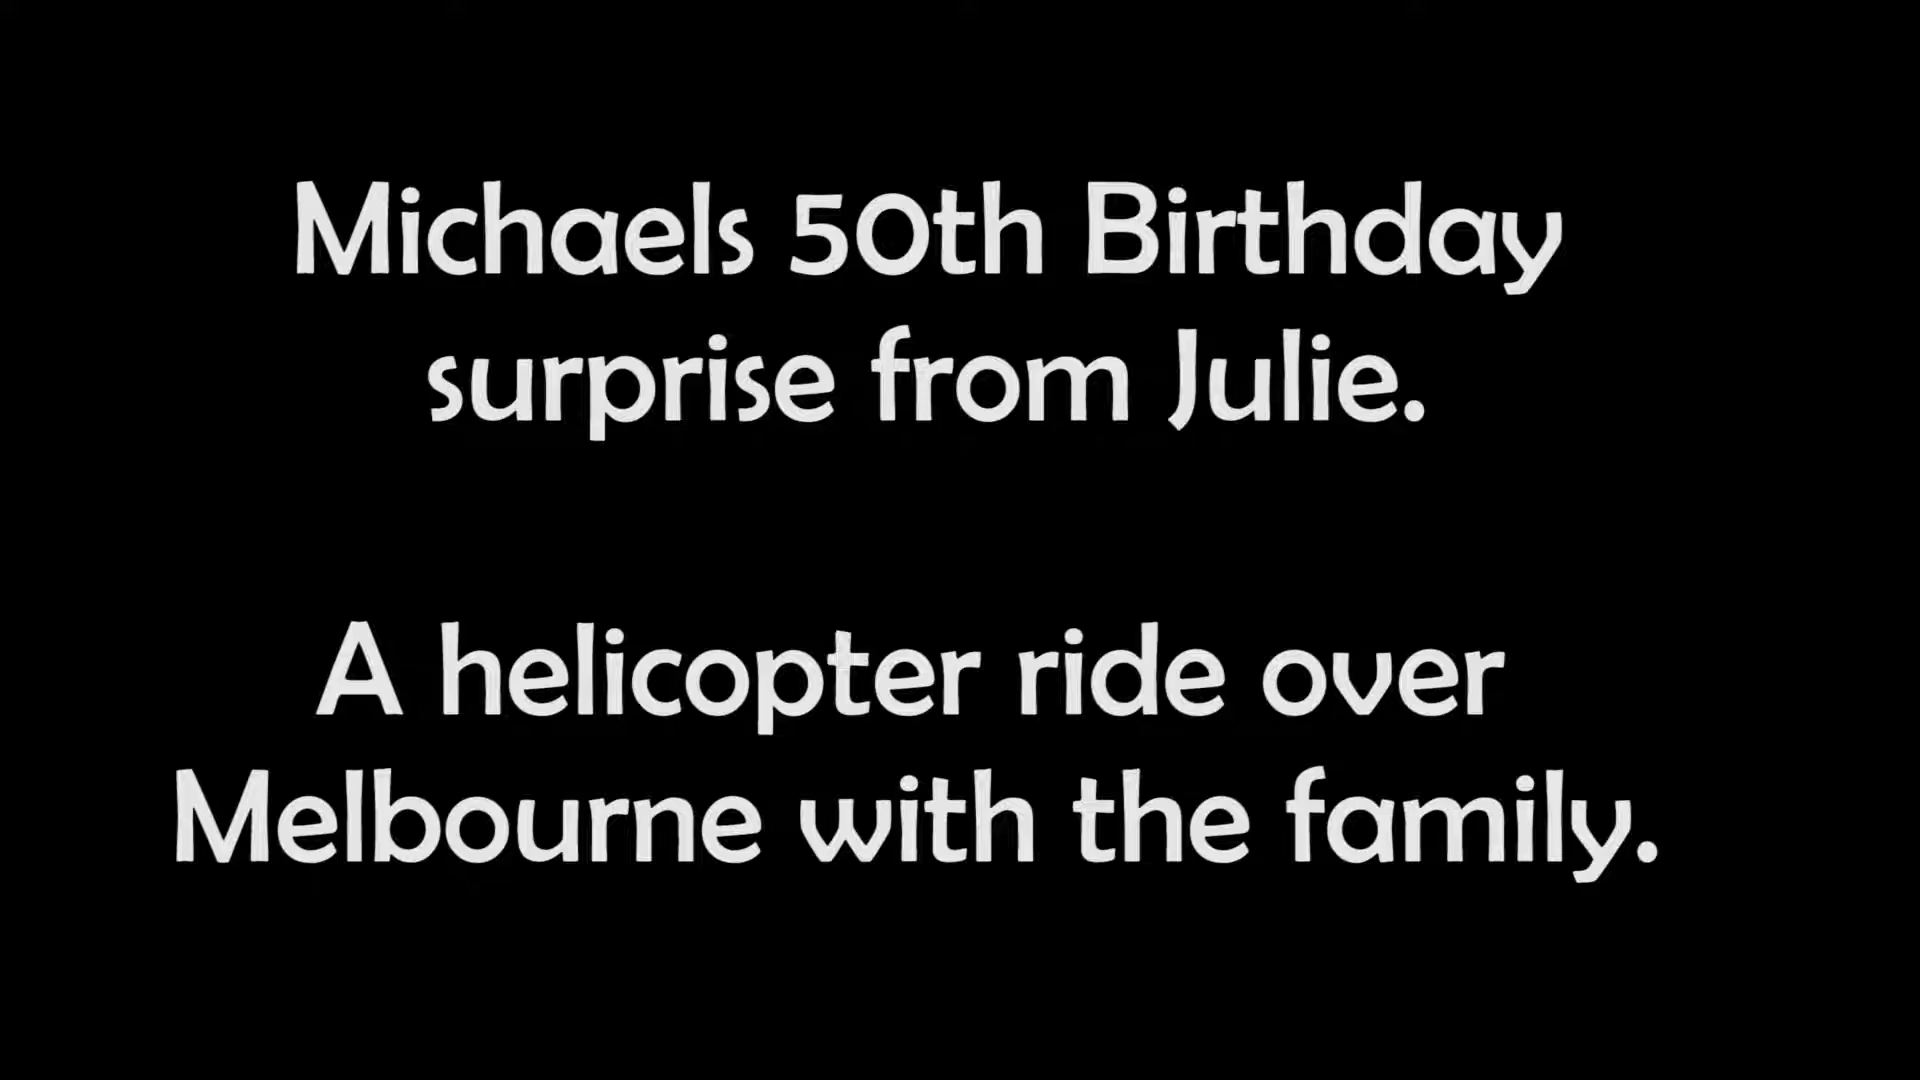 Michaels 50th Birthday
surprise from Julie.
A helicopter ride over
Melbourne with the family.